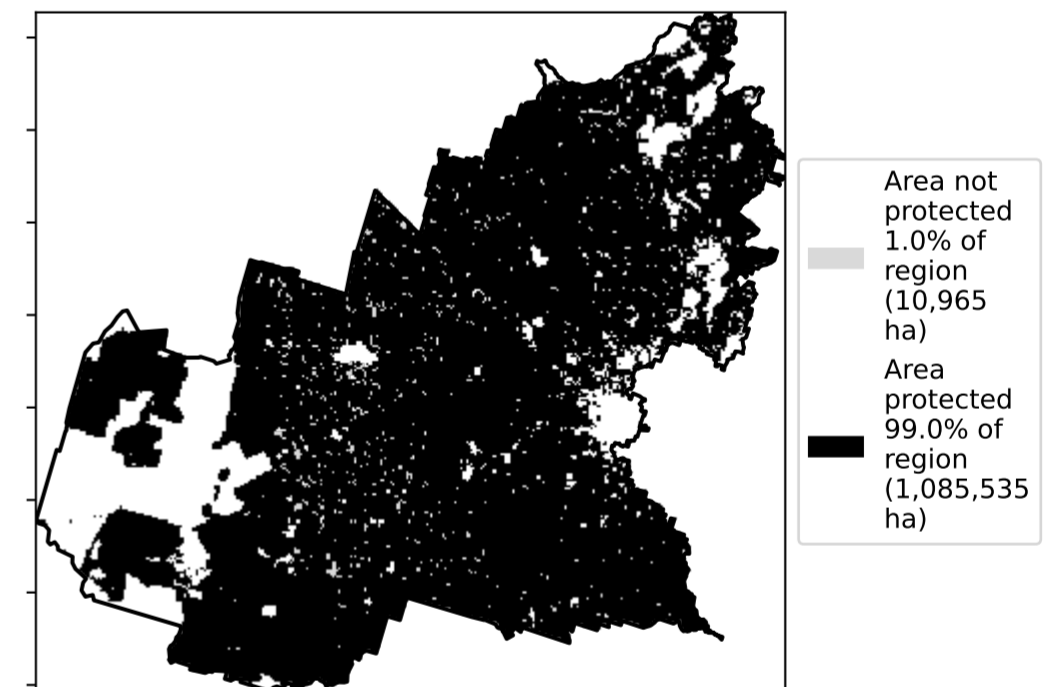 Area not
protected
1.0% of
region
(10,965
ha)
Area
protected
99.0% of
region
(1,085,535
ha)